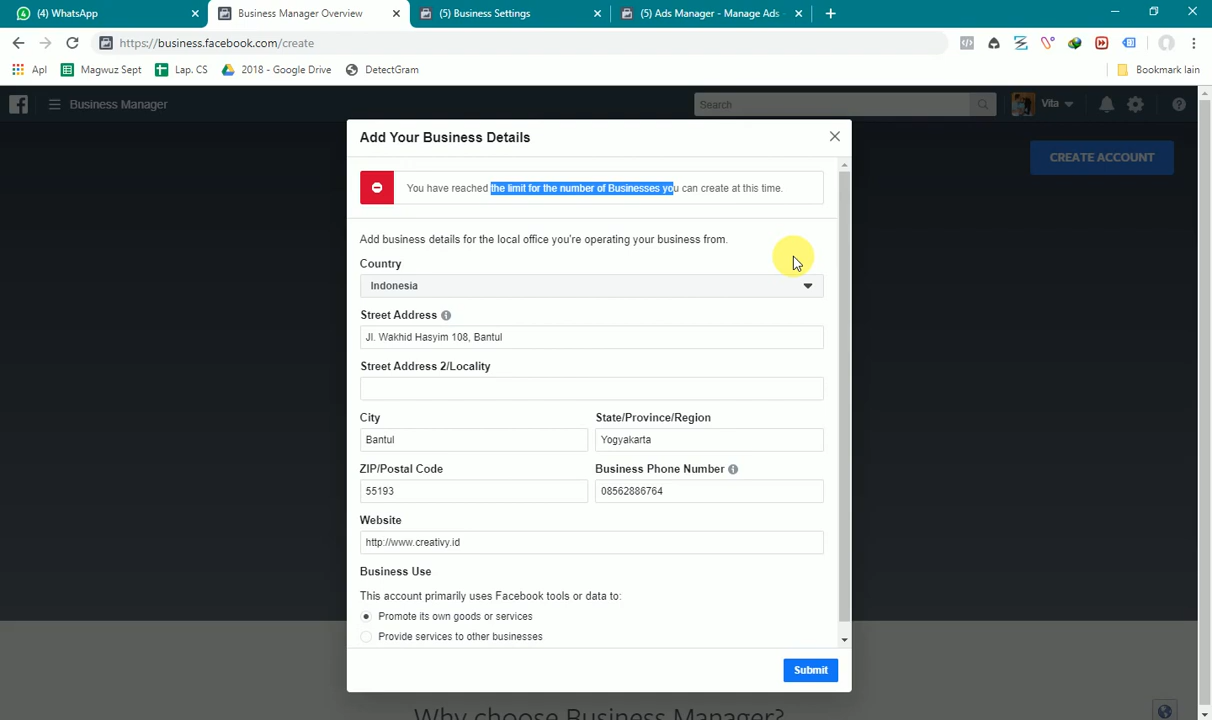 (4) WhatsApp
Business Manager Overview
(5) Business Settings
(5) Ads Manager - Manage Ads -
https://business.facebook.com/create
Apl
Magwuz Sept
Lap. CS
2018 - Google Drive
DetectGram
Bookmark lain
Business Manager
Search
Vita
CREATE ACCOUNT
Add Your Business Details
You have reached the limit for the number of Businesses you can create at this time.
Add business details for the local office you're operating your business from.
Country
Indonesia
Street Address
Jl. Wakhid Hasyim 108, Bantul
Street Address 2/Locality
City
State/Province/Region
Bantul
Yogyakarta
ZIP/Postal Code
Business Phone Number
55193
08562886764
Website
http://www.creativy.id
Business Use
This account primarily uses Facebook tools or data to:
Promote its own goods or services
Provide services to other businesses
Submit
Why choose Business Manager?